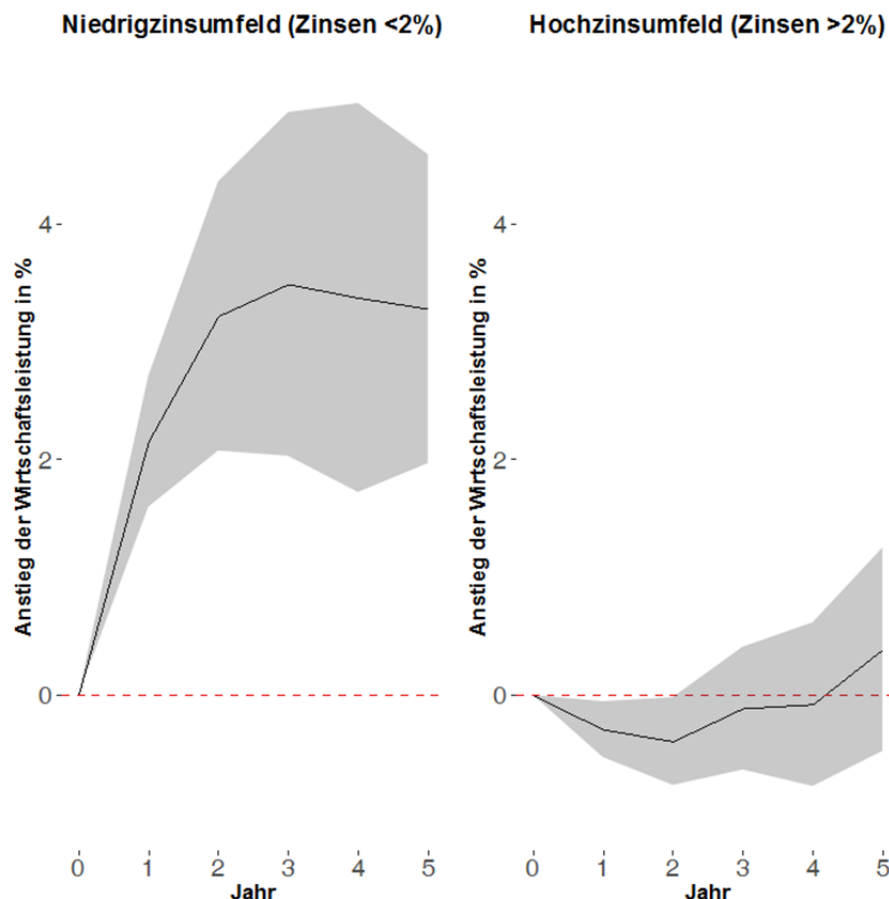 Niedrigzinsumfeld (Zinsen <2%)
Anstieg der Wirtschaftsleistung in %
4
2
0
0 1 2 3 4 5
Jahr
Hochzinsumfeld (Zinsen >2%)
Anstieg der Wirtschaftsleistung in %
4
2
0
0 1 2 3 4 5
Jahr